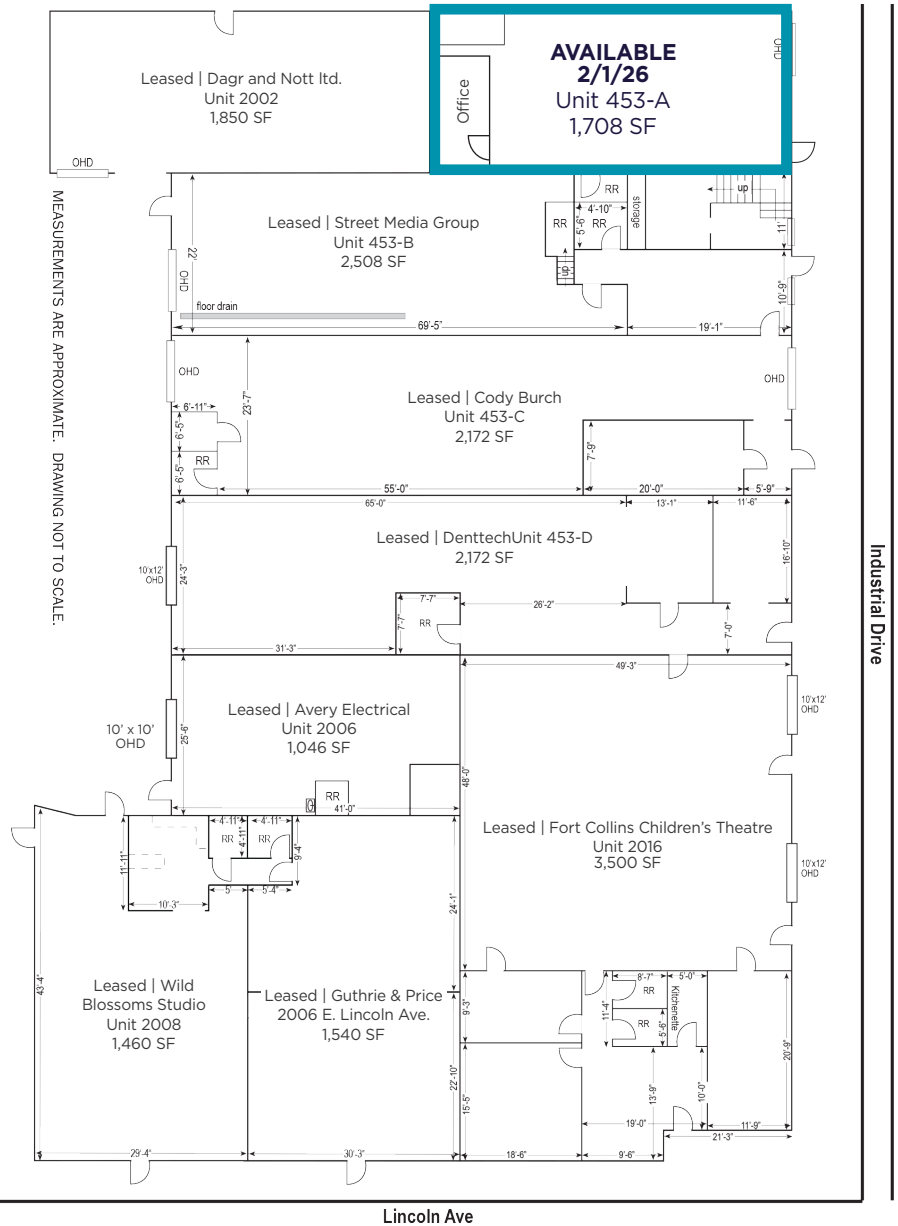 Leased | Dagr and Nott ltd.
Unit 2002
1,850 SF
OHD
AVAILABLE
2/1/26
Unit 453-A
1,708 SF
Office
OHD
MEASUREMENTS ARE APPROXIMATE.  DRAWING NOT TO SCALE.
Leased | Street Media Group
Unit 453-B
2,508 SF
22'
OHD
floor drain
69'-5"
RR
4'-10"
5'-6"
RR
RR
storage
up
up
11'
10'-9"
19'-1"
OHD
6'-11"
6'-5"
6'-5"
RR
23'-7"
Leased | Cody Burch
Unit 453-C
2,172 SF
OHD
7'-9"
55'-0"
20'-0"
5'-9"
65'-0"
13'-1"
11'-6"
Leased | DenttechUnit 453-D
2,172 SF
10'x12'
OHD
24'-3"
16'-10"
7'-7"
7'-7"
RR
26'-2"
7'-0"
31'-3"
Industrial Drive
49'-3"
Leased | Avery Electrical
Unit 2006
1,046 SF
10' x 10'
OHD
25'-6"
RR
41'-0"
10'x12'
OHD
48'-0"
Leased | Fort Collins Children's Theatre
Unit 2016
3,500 SF
10'x12'
OHD
4'-11"
4'-11"
RR
4'-11"
RR
9'-4"
11'-11"
5'
5'-4"
10'-3"
24'-1"
43'-4"
Leased | Wild
Blossoms Studio
Unit 2008
1,460 SF
Leased | Guthrie & Price
2006 E. Lincoln Ave.
1,540 SF
22'-10"
9'-3"
15'-5"
8'-7"
5'-0"
RR
11'-4"
RR
5'-6"
Kitchenette
20'-9"
13'-9"
10'-0"
19'-0"
11'-9"
21'-3"
29'-4"
30'-3"
18'-6"
9'-6"
Lincoln Ave